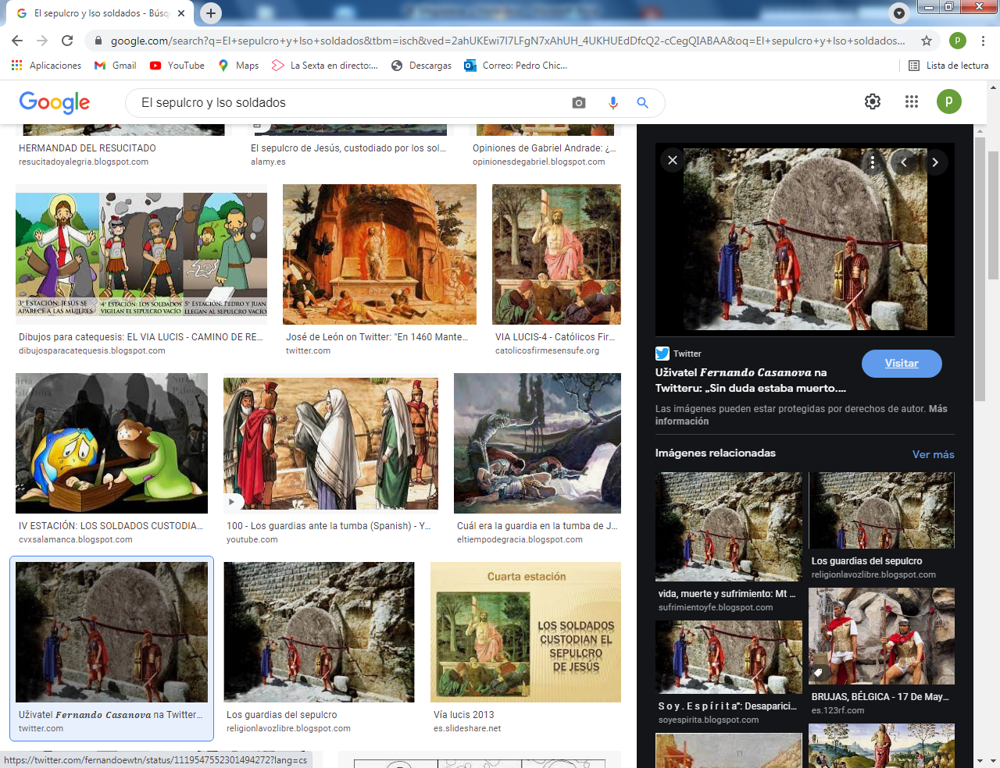 El sepulcro y lso soldados - Búsq
google.com/search?q=El+sepulcro+y+lso+soldados&tbm=isch&ved=2ahUKEwi7l7LFgN7xAhUH_4UKHUEdDfcQ2-cCegQIABAA&oq=El+sepulcro+y+lso+soldados...
p
Aplicaciones
Gmail
YouTube
Maps
La Sexta en directo:...
Descargas
Correo: Pedro Chic...
Lista de lectura
Google
El sepulcro y lso soldados
p
HERMANDAD DEL RESUCITADO
resucitadoyalegria.blogspot.com
El sepulcro de Jesús, custodiado por los sol...
alamy.es
Opiniones de Gabriel Andrade: ¿...
opinionesdegabriel.blogspot.com
3ª ESTACIÓN: JESÚS SE
APARECE A LAS MUJERES
4ª ESTACIÓN: LOS SOLDADOS
VIGILAN EL SEPULCRO VACÍO
5ª ESTACIÓN: PEDRO Y JUAN
LLEGAN AL SEPULCRO VACÍO
Dibujos para catequesis: EL VIA LUCIS - CAMINO DE RE...
dibujosparacatequesis.blogspot.com
José de León on Twitter: "En 1460 Mante...
twitter.com
VIA LUCIS-4 - Católicos Fir...
catolicosfirmesensufe.org
IV ESTACIÓN: LOS SOLDADOS CUSTODIA...
cvxsalamanca.blogspot.com
100 - Los guardias ante la tumba (Spanish) - Y...
youtube.com
Cuál era la guardia en la tumba de J...
eltiempodegracia.blogspot.com
Uživatel Fernando Casanova na Twitter...
twitter.com
Los guardias del sepulcro
religionlavozlibre.blogspot.com
Cuarta estación
LOS SOLDADOS
CUSTODIAN EL
SEPULCRO
DE JESÚS
Vía lucis 2013
es.slideshare.net
https://twitter.com/fernandoewtn/status/1119547552301494272?lang=cs
Twitter
Uživatel Fernando Casanova na
Twitteru: „Sin duda estaba muerto....
Visitar
Las imágenes pueden estar protegidas por derechos de autor. Más
información
Imágenes relacionadas
Ver más
vida, muerte y sufrimiento: Mt ...
sufrimientoyfe.blogspot.com
Los guardias del sepulcro
religionlavozlibre.blogspot.com
S o y . E s p í r i t a": Desaparici...
soyespirita.blogspot.com
BRUJAS, BÉLGICA - 17 De May...
es.123rf.com